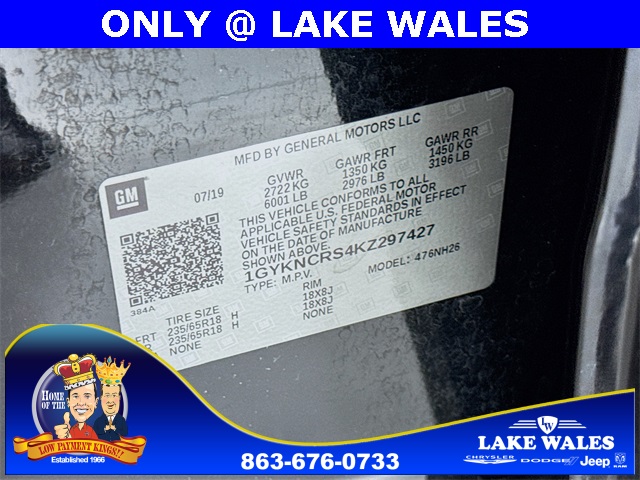 ONLY @ LAKE WALES
MFD BY GENERAL MOTORS LLC
GM
07/19
GVWR
2722 KG
6001 LB
GAWR FRT
1350 KG
2976 LB
GAWR RR
1450 KG
3196 LB
THIS VEHICLE CONFORMS TO ALL
APPLICABLE U.S. FEDERAL MOTOR
VEHICLE SAFETY STANDARDS IN EFFECT
ON THE DATE OF MANUFACTURE
SHOWN ABOVE.
1GYKNCRS4KZ297427
TYPE: M.P.V.
MODEL: 476NH26
384A
TIRE SIZE
RIM
FRT 235/65R18 H
18X8J
235/65R18 H
18X8J
NONE
NONE
HOME
OF THE
LOW PAYMENT KINGS!!
Established 1966
863-676-0733
LW
LAKE WALES
CHRYSLER DODGE Jeep RAM